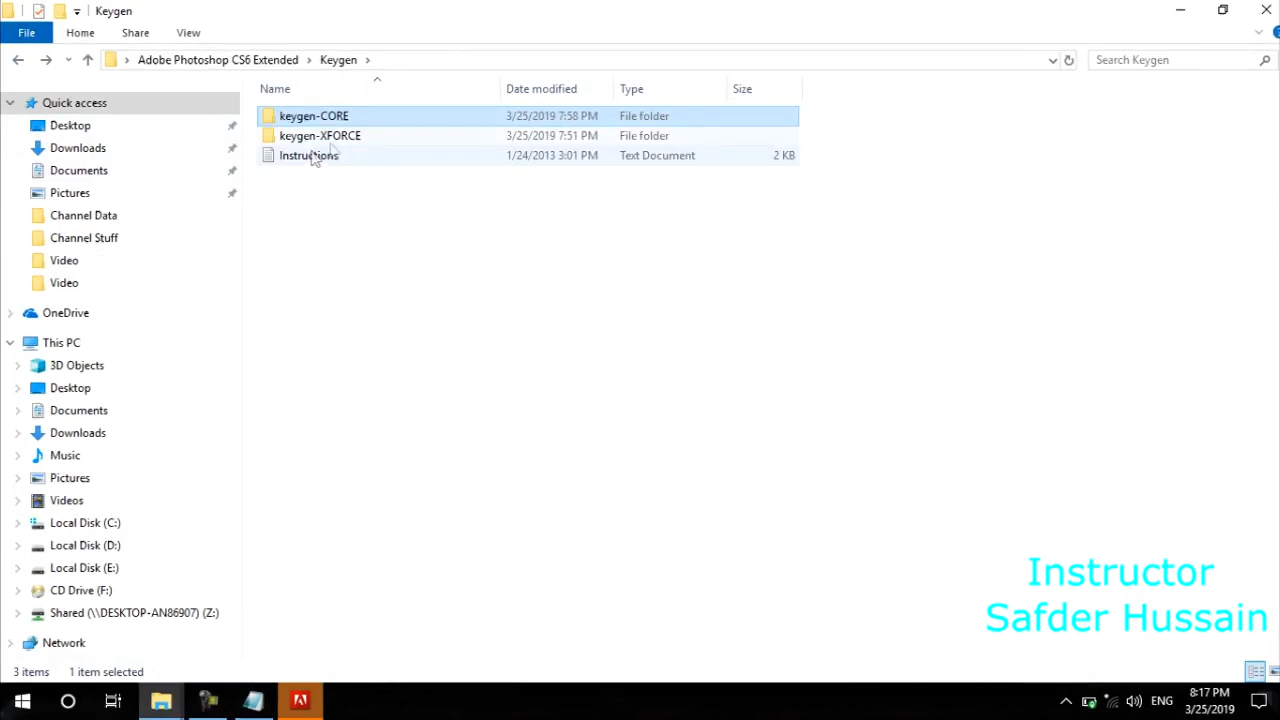 Keygen
File Home Share View
Adobe Photoshop CS6 Extended Keygen Search Keygen
Name Date modified Type Size
Quick access
keygen-CORE 3/25/2019 7:58 PM File folder
Desktop
keygen-XFORCE 3/25/2019 7:51 PM File folder
Downloads
Instructions 1/24/2013 3:01 PM Text Document 2 KB
Documents
Pictures
Channel Data
Channel Stuff
Video
Video
OneDrive
This PC
3D Objects
Desktop
Documents
Downloads
Music
Pictures
Videos
Local Disk (C:)
Local Disk (D:)
Local Disk (E:)
CD Drive (F:)
Shared (\\DESKTOP-AN86907) (Z:)
Network
Instructor
Safder Hussain
3 items 1 item selected
ENG 8:17 PM
3/25/2019